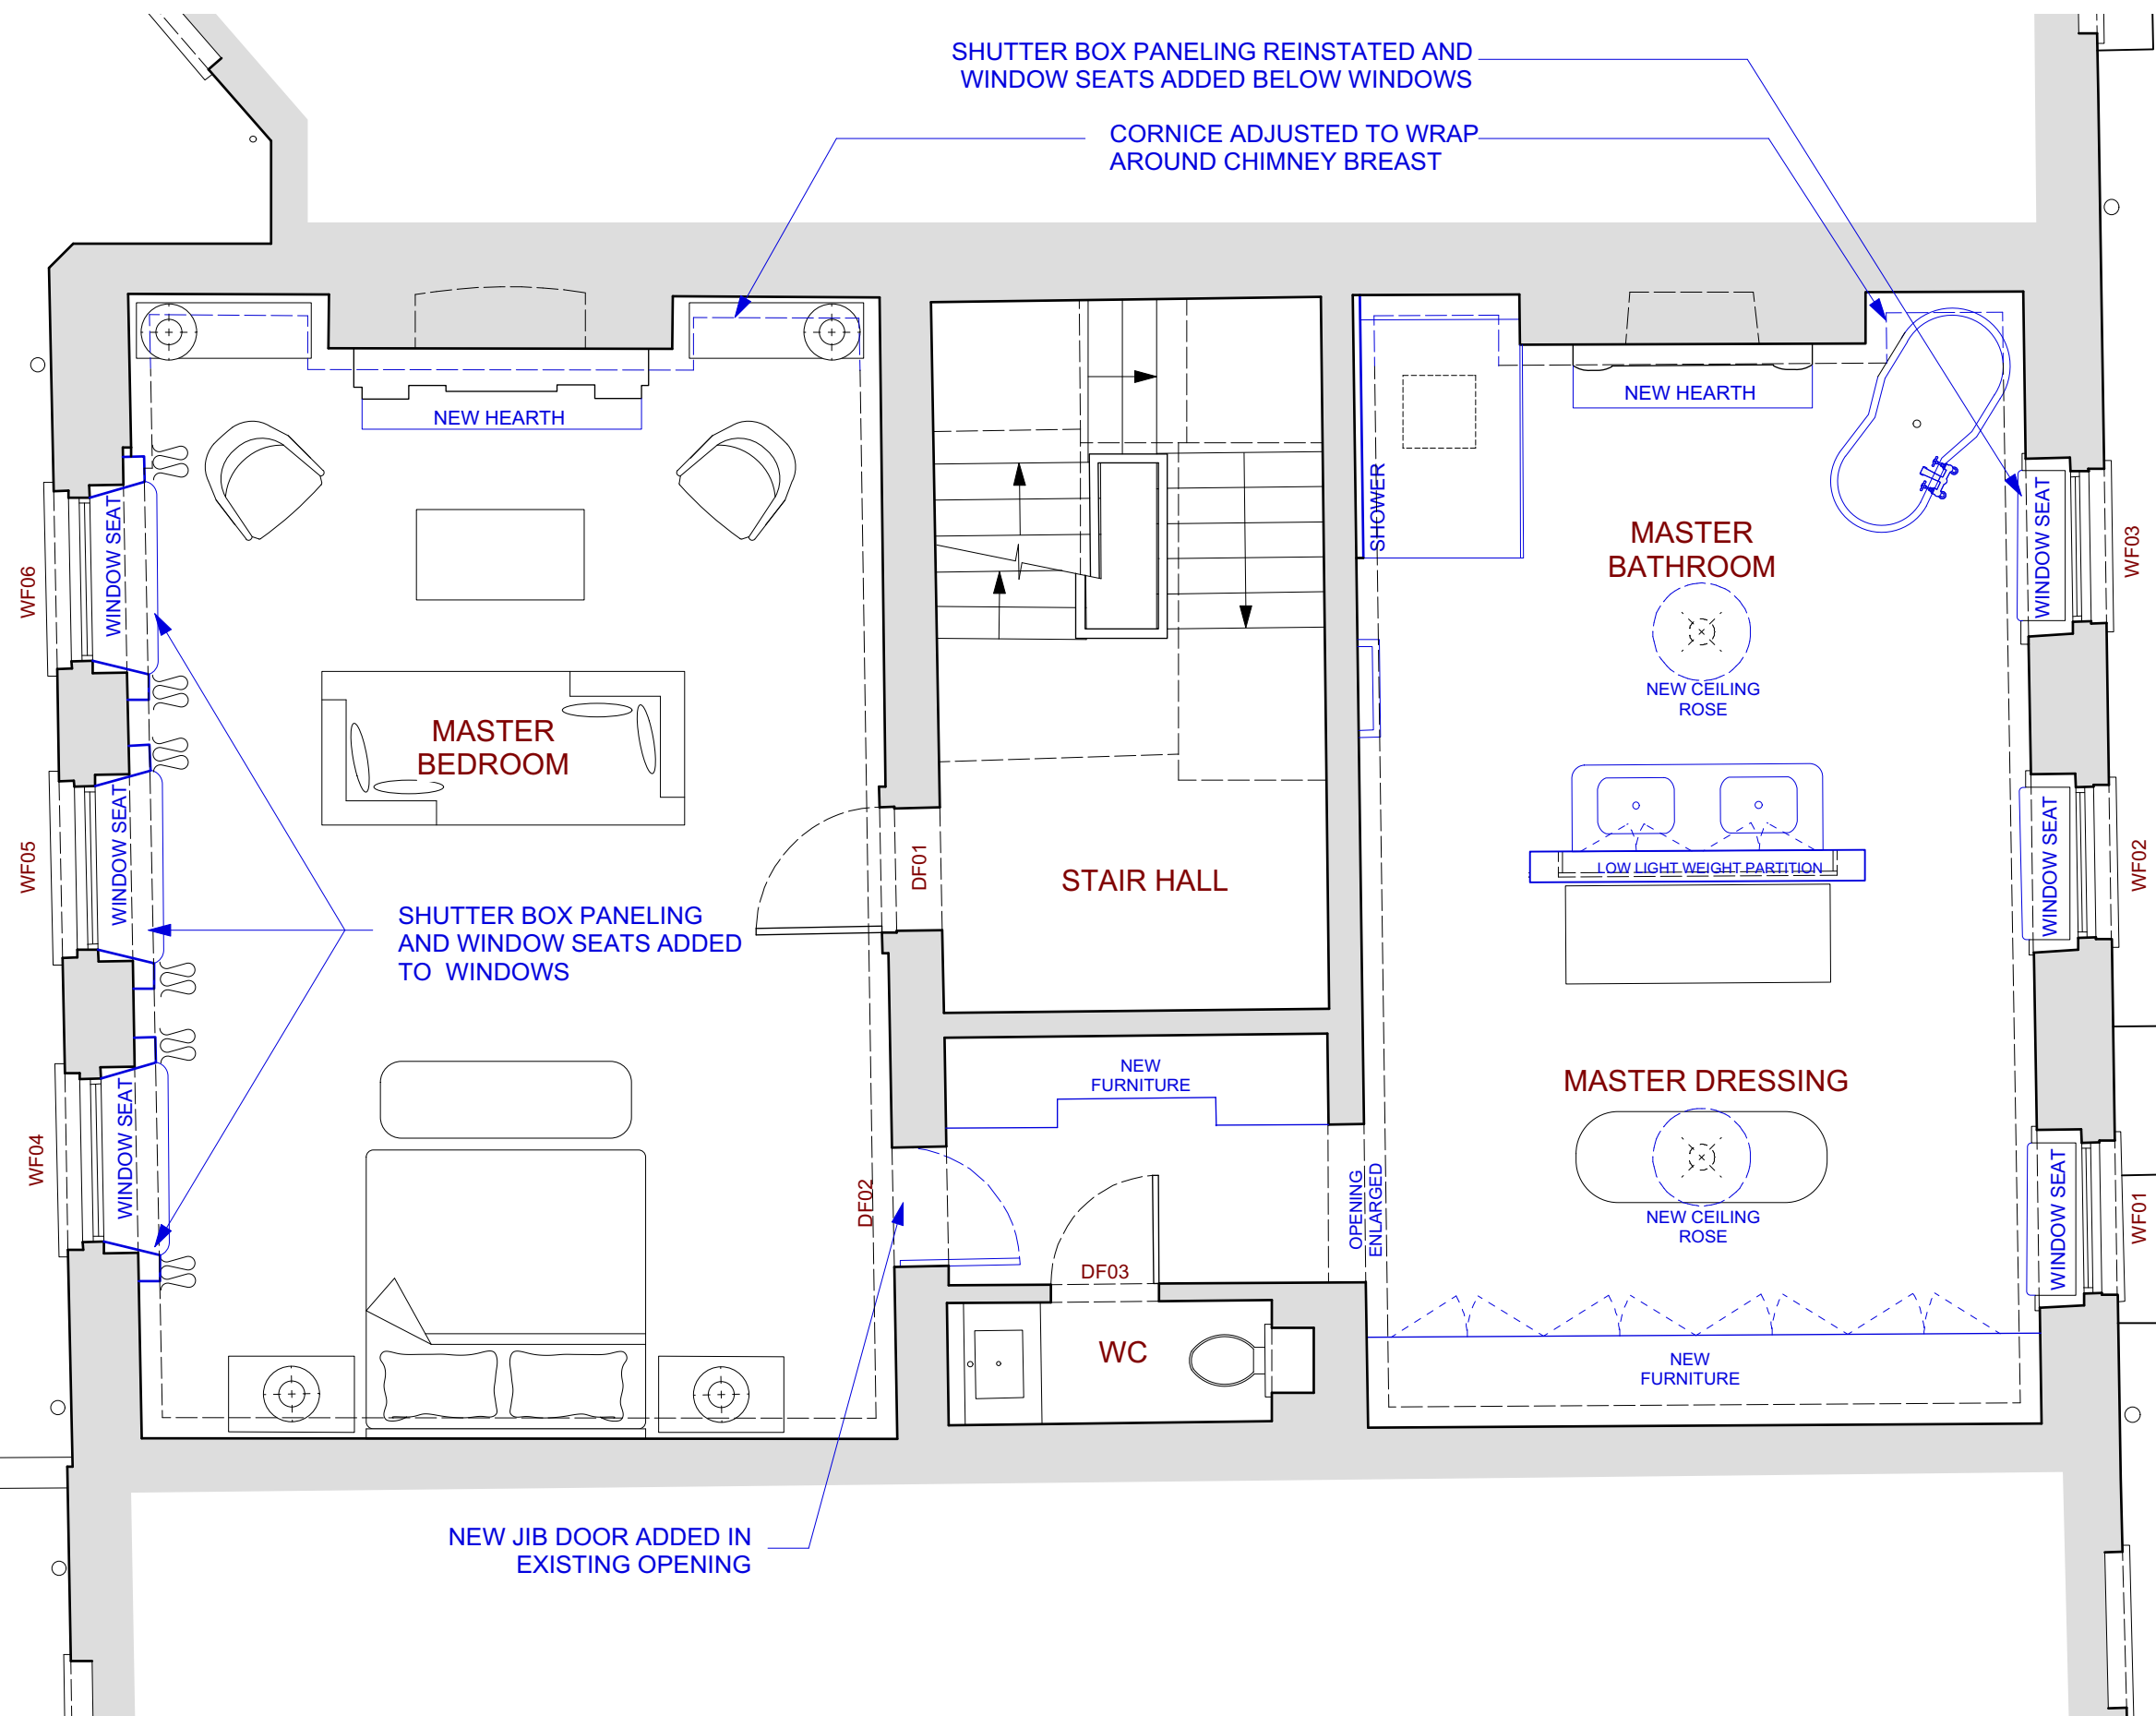 SHUTTER BOX PANELING REINSTATED AND
WINDOW SEATS ADDED BELOW WINDOWS
CORNICE ADJUSTED TO WRAP
AROUND CHIMNEY BREAST
NEW HEARTH
NEW HEARTH
SHOWER
WINDOW SEAT
WINDOW SEAT
WF06
WF03
MASTER
BATHROOM
NEW CEILING
ROSE
MASTER
BEDROOM
WINDOW SEAT
WINDOW SEAT
WF05
WF02
DF01
STAIR HALL
LOW LIGHT WEIGHT PARTITION
SHUTTER BOX PANELING
AND WINDOW SEATS ADDED
TO WINDOWS
NEW
FURNITURE
MASTER DRESSING
WINDOW SEAT
WINDOW SEAT
WF04
WF01
DF02
OPENING
ENLARGED
NEW CEILING
ROSE
DF03
WC
NEW
FURNITURE
NEW JIB DOOR ADDED IN
EXISTING OPENING